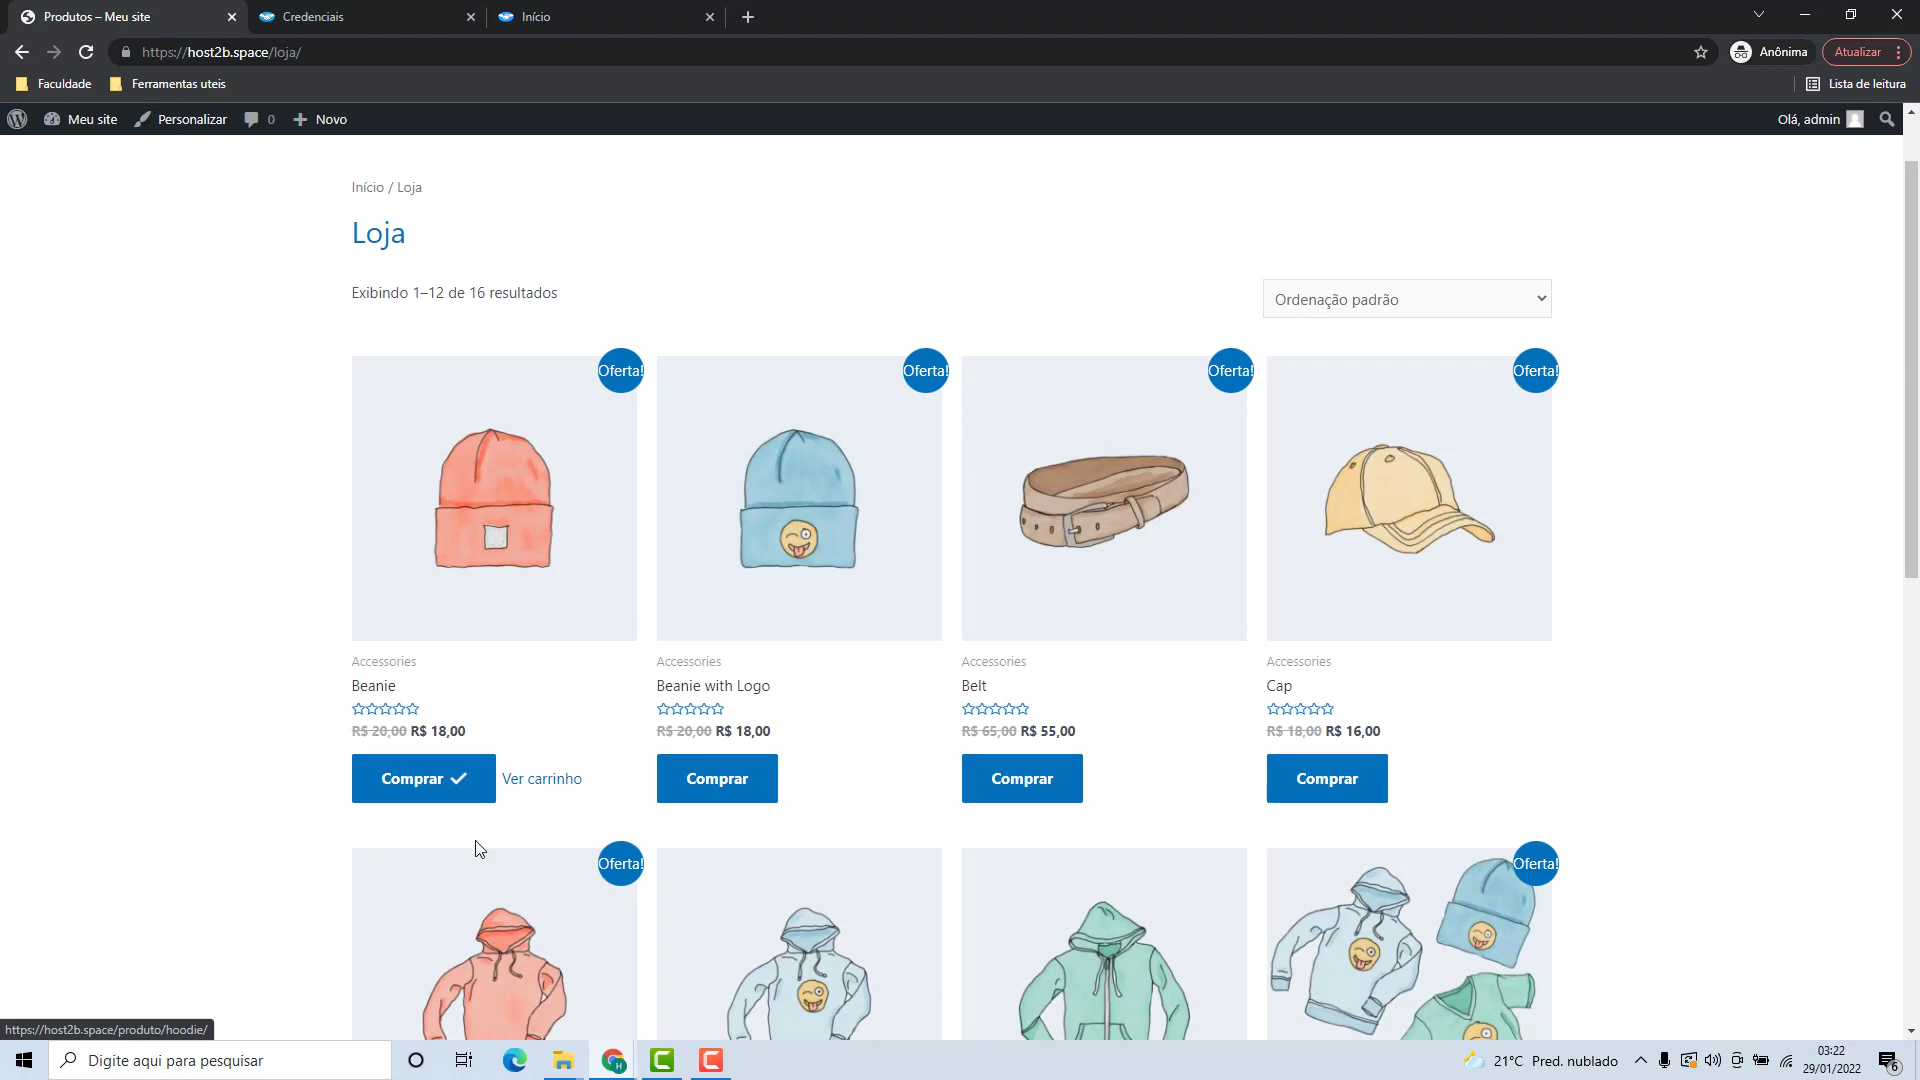 Produtos – Meu site
Credenciais
Início
https://host2b.space/loja/
Anônima
Atualizar
Faculdade
Ferramentas uteis
Lista de leitura
Meu site
Personalizar
0
Novo
Olá, admin
Início / Loja
Loja
Exibindo 1–12 de 16 resultados
Ordenação padrão
Oferta!
Oferta!
Oferta!
Oferta!
Accessories
Beanie
R$ 20,00 R$ 18,00
Comprar
Ver carrinho
Accessories
Beanie with Logo
R$ 20,00 R$ 18,00
Comprar
Accessories
Belt
R$ 65,00 R$ 55,00
Comprar
Accessories
Cap
R$ 18,00 R$ 16,00
Comprar
Oferta!
Oferta!
https://host2b.space/produto/hoodie/
Digite aqui para pesquisar
21°C Pred. nublado
03:22
29/01/2022
6